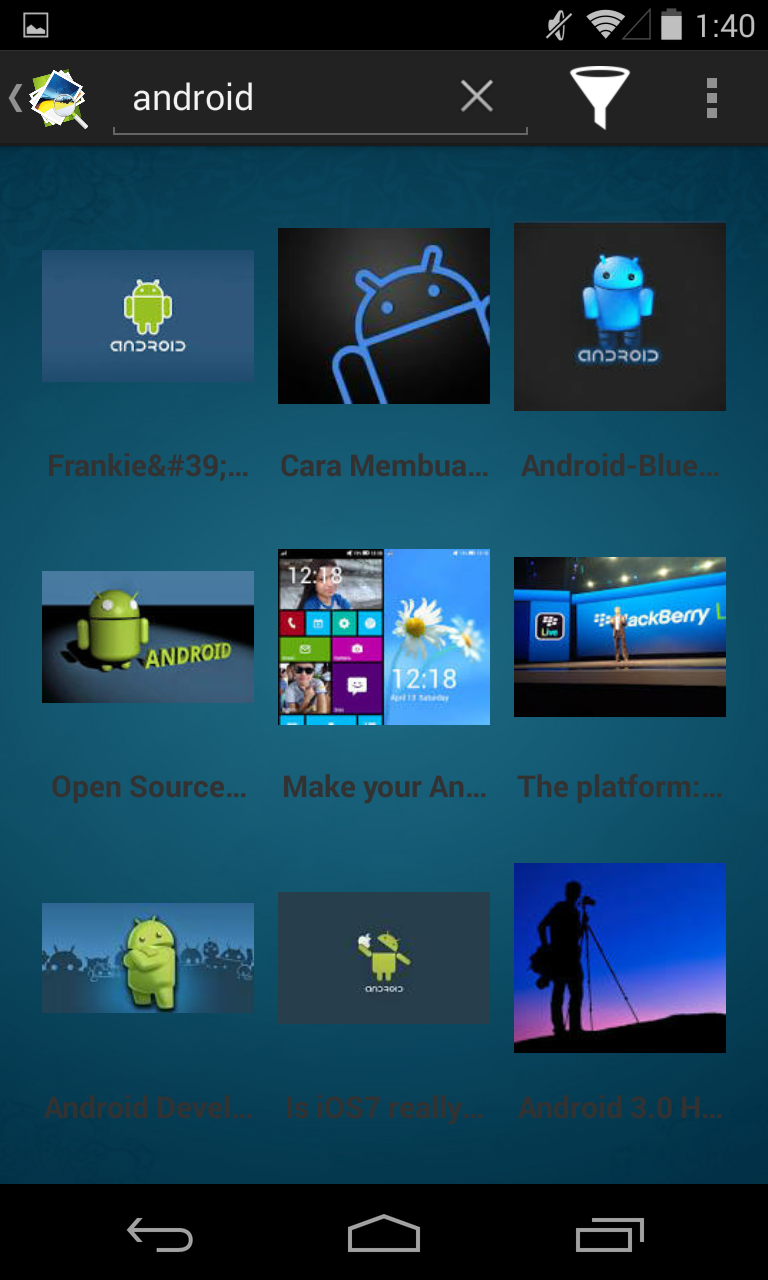 1:40
android
ANDROID
ANDROID
Frankie&#39;...
Cara Membua...
Android-Blue...
ANDROID
12:18
12:18
April 13 Saturday
Live
BlackBerry L
Open Source...
Make your An...
The platform:...
ANDROID
Android Devel...
Is iOS7 really...
Android 3.0 H...